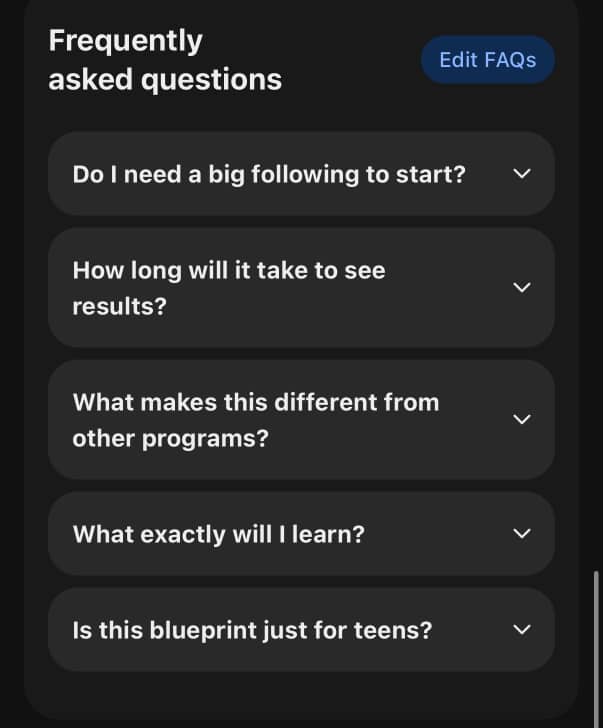 Frequently
asked questions
Edit FAQs
Do I need a big following to start?
How long will it take to see
results?
What makes this different from
other programs?
What exactly will I learn?
Is this blueprint just for teens?